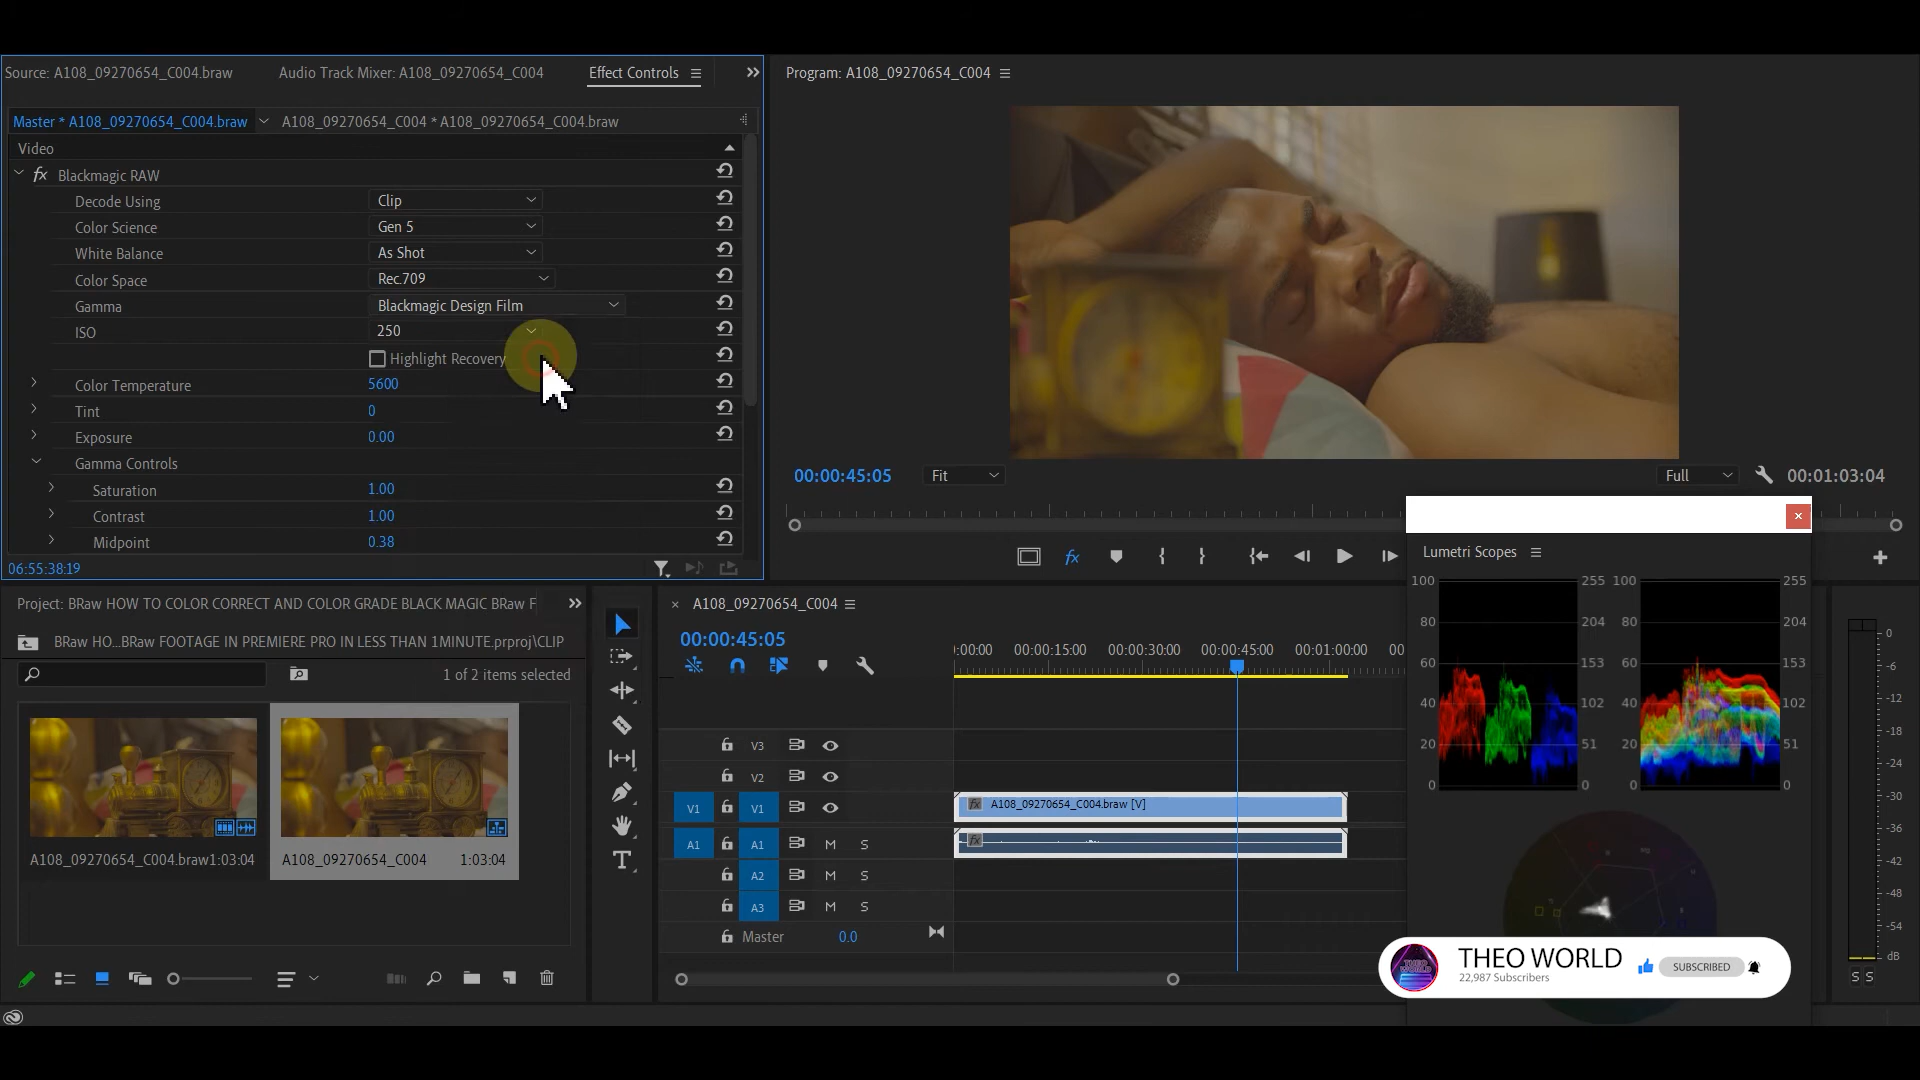 Source: A108_09270654_C004.braw
Audio Track Mixer: A108_09270654_C004
Effect Controls
Program: A108_09270654_C004
Master * A108_09270654_C004.braw
A108_09270654_C004 * A108_09270654_C004.braw
Video
fx Blackmagic RAW
Decode Using Clip
Color Science Gen 5
White Balance As Shot
Color Space Rec.709
Gamma Blackmagic Design Film
ISO 250
Highlight Recovery
Color Temperature 5600
Tint 0
Exposure 0.00
Gamma Controls
Saturation 1.00
Contrast 1.00
Midpoint 0.38
06:55:38:19
00:00:45:05
Fit
Full
00:01:03:04
fx
Lumetri Scopes
100 255 100 255
80 204 80 204
60 153 60 153
40 102 40 102
20 51 20 51
0 0 0 0
Project: BRaw HOW TO COLOR CORRECT AND COLOR GRADE BLACK MAGIC BRaw F
BRaw HO...BRaw FOOTAGE IN PREMIERE PRO IN LESS THAN 1MINUTE.prproj\CLIP
1 of 2 items selected
A108_09270654_C004.braw 1:03:04
A108_09270654_C004 1:03:04
A108_09270654_C004
00:00:45:05
:00:00 00:00:15:00 00:00:30:00 00:00:45:00 00:01:00:00 00
V3
V2
V1 V1
fx A108_09270654_C004.braw [V]
A1 A1 M S
fx
A2 M S
A3 M S
Master 0.0
T
0
-6
-12
-18
-24
-30
-36
-42
-48
-54
dB
S S
THEO WORLD
THEO WORLD
22,987 Subscribers
SUBSCRIBED